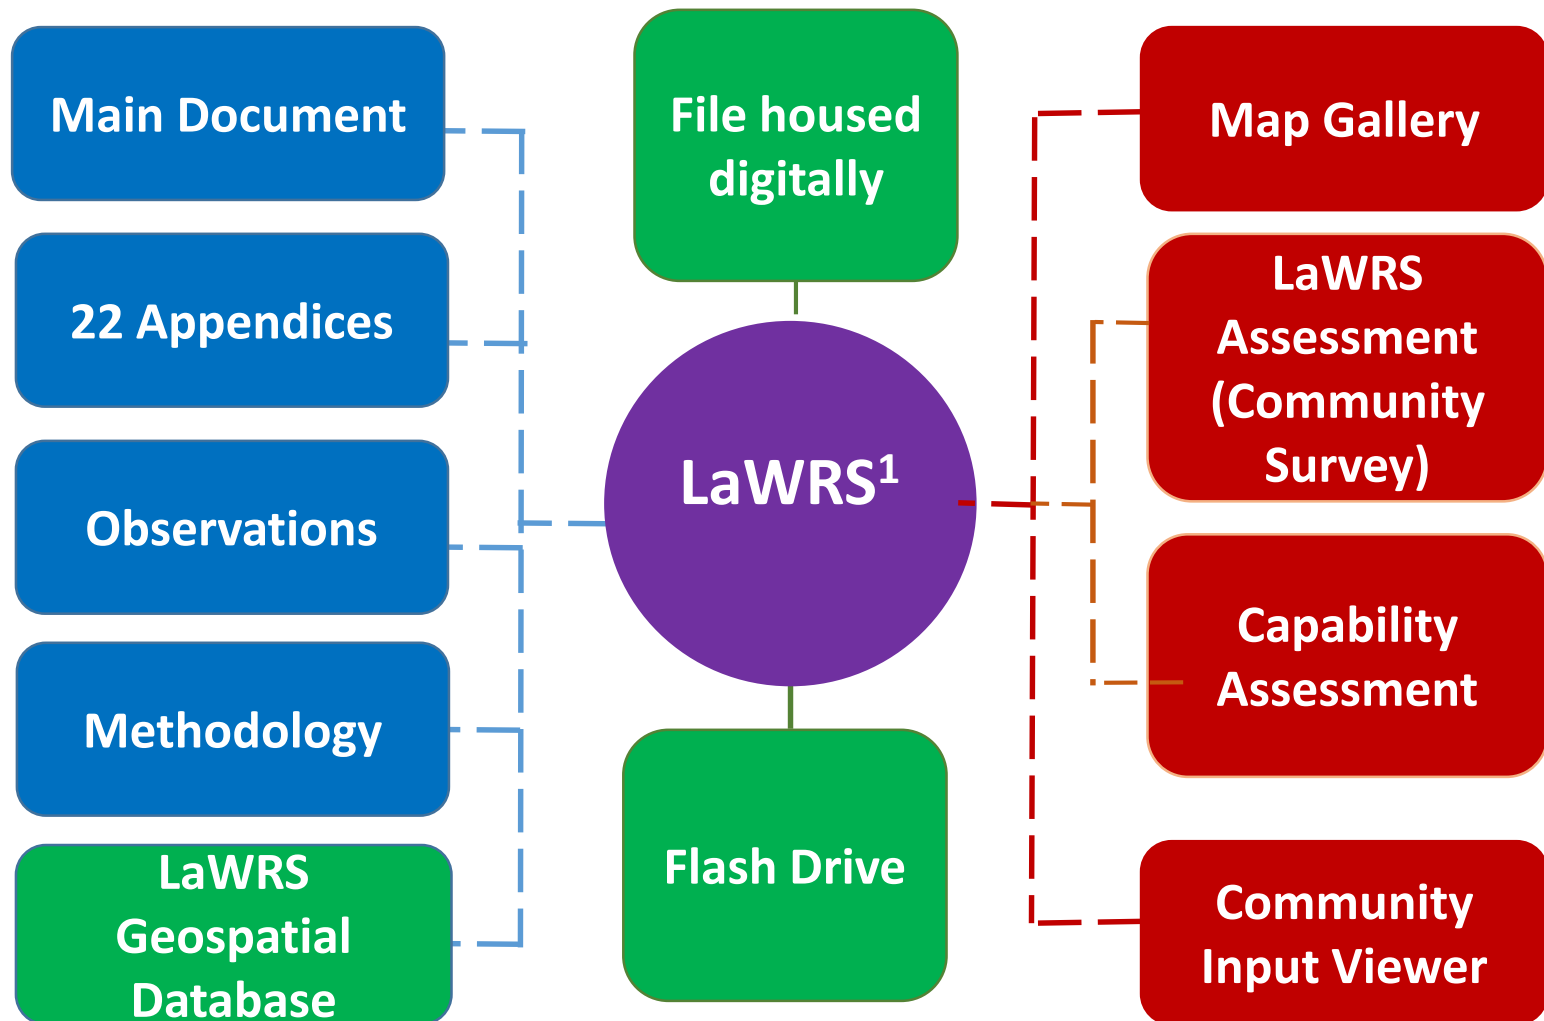 Main Document
22 Appendices
Observations
Methodology
LaWRS
Geospatial
Database
File housed
digitally
LaWRS¹
Flash Drive
Map Gallery
LaWRS
Assessment
(Community
Survey)
Capability
Assessment
Community
Input Viewer